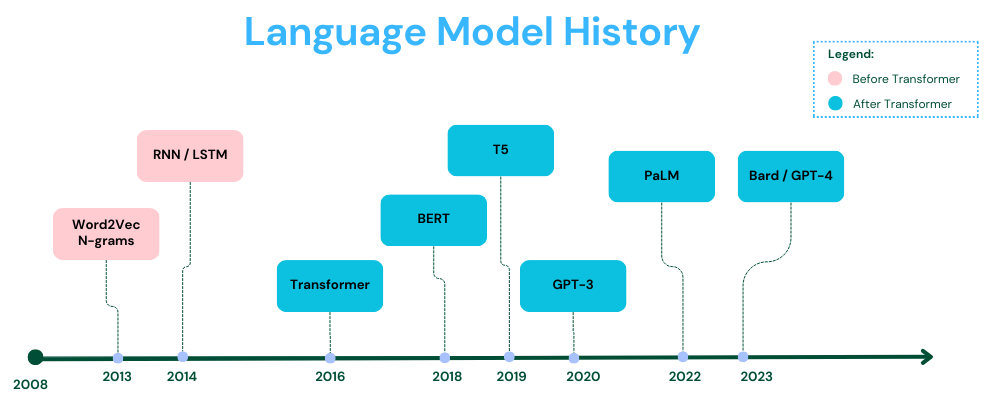 Language Model History
Legend:
Before Transformer
After Transformer
T5
RNN / LSTM
PaLM
Bard / GPT-4
BERT
Word2Vec
N-grams
Transformer
GPT-3
2008
2013
2014
2016
2018
2019
2020
2022
2023